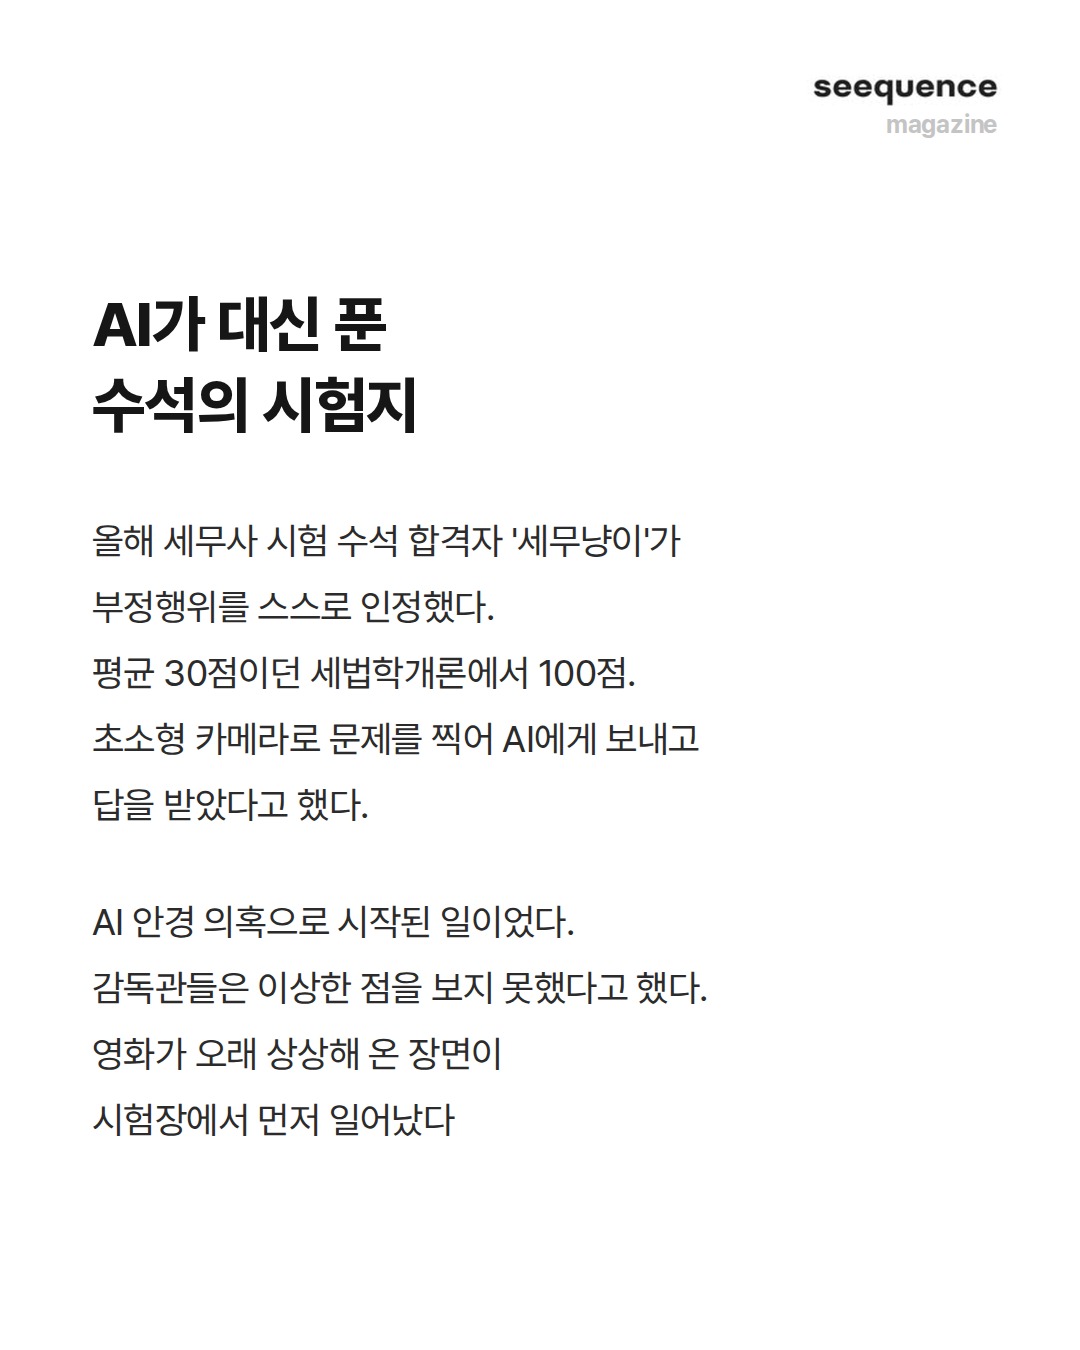 seequence
magazine
AI가 대신 푼
수석의 시험지
올해 세무사 시험 수석 합격자 '세무냥이'가
부정행위를 스스로 인정했다.
평균 30점이던 세법학개론에서 100점.
초소형 카메라로 문제를 찍어 AI에게 보내고
답을 받았다고 했다.
AI 안경 의혹으로 시작된 일이었다.
감독관들은 이상한 점을 보지 못했다고 했다.
영화가 오래 상상해 온 장면이
시험장에서 먼저 일어났다